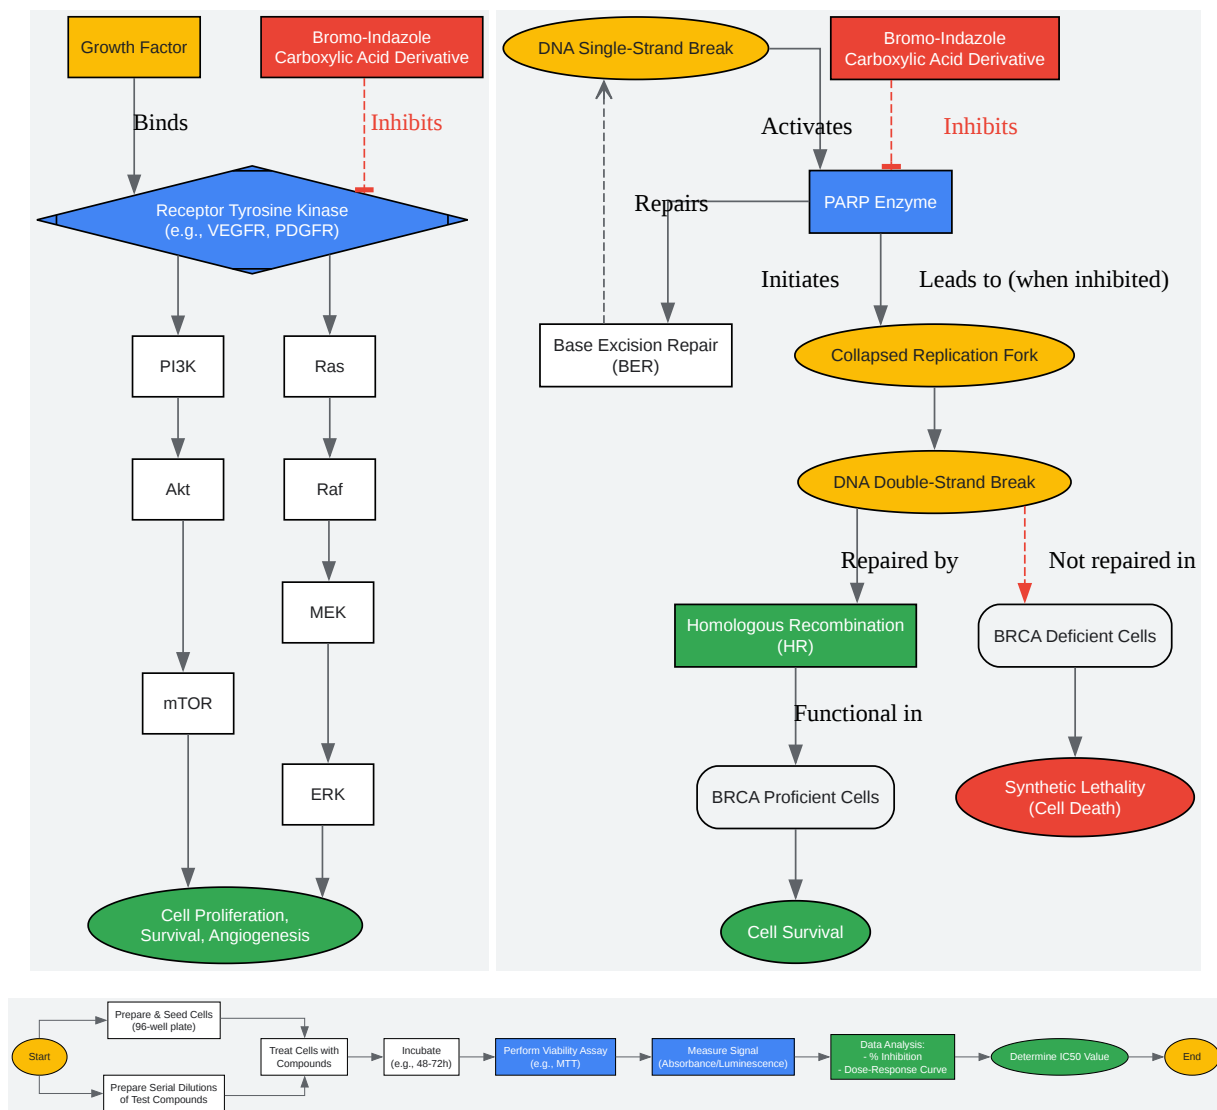 Growth Factor
Bromo-Indazole
Carboxylic Acid Derivative
Binds
Inhibits
Receptor Tyrosine Kinase
(e.g., VEGFR, PDGFR)
PI3K
Ras
Akt
Raf
MEK
mTOR
ERK
Cell Proliferation,
Survival, Angiogenesis
DNA Single-Strand Break
Bromo-Indazole
Carboxylic Acid Derivative
Activates
Inhibits
Repairs
PARP Enzyme
Initiates
Leads to (when inhibited)
Base Excision Repair
(BER)
Collapsed Replication Fork
DNA Double-Strand Break
Repaired by
Not repaired in
Homologous Recombination
(HR)
BRCA Deficient Cells
Functional in
BRCA Proficient Cells
Synthetic Lethality
(Cell Death)
Cell Survival
Start
Prepare & Seed Cells
(96-well plate)
Prepare Serial Dilutions
of Test Compounds
Treat Cells with
Compounds
Incubate
(e.g., 48-72h)
Perform Viability Assay
(e.g., MTT)
Measure Signal
(Absorbance/Luminescence)
Data Analysis:
- % Inhibition
- Dose-Response Curve
Determine IC50 Value
End